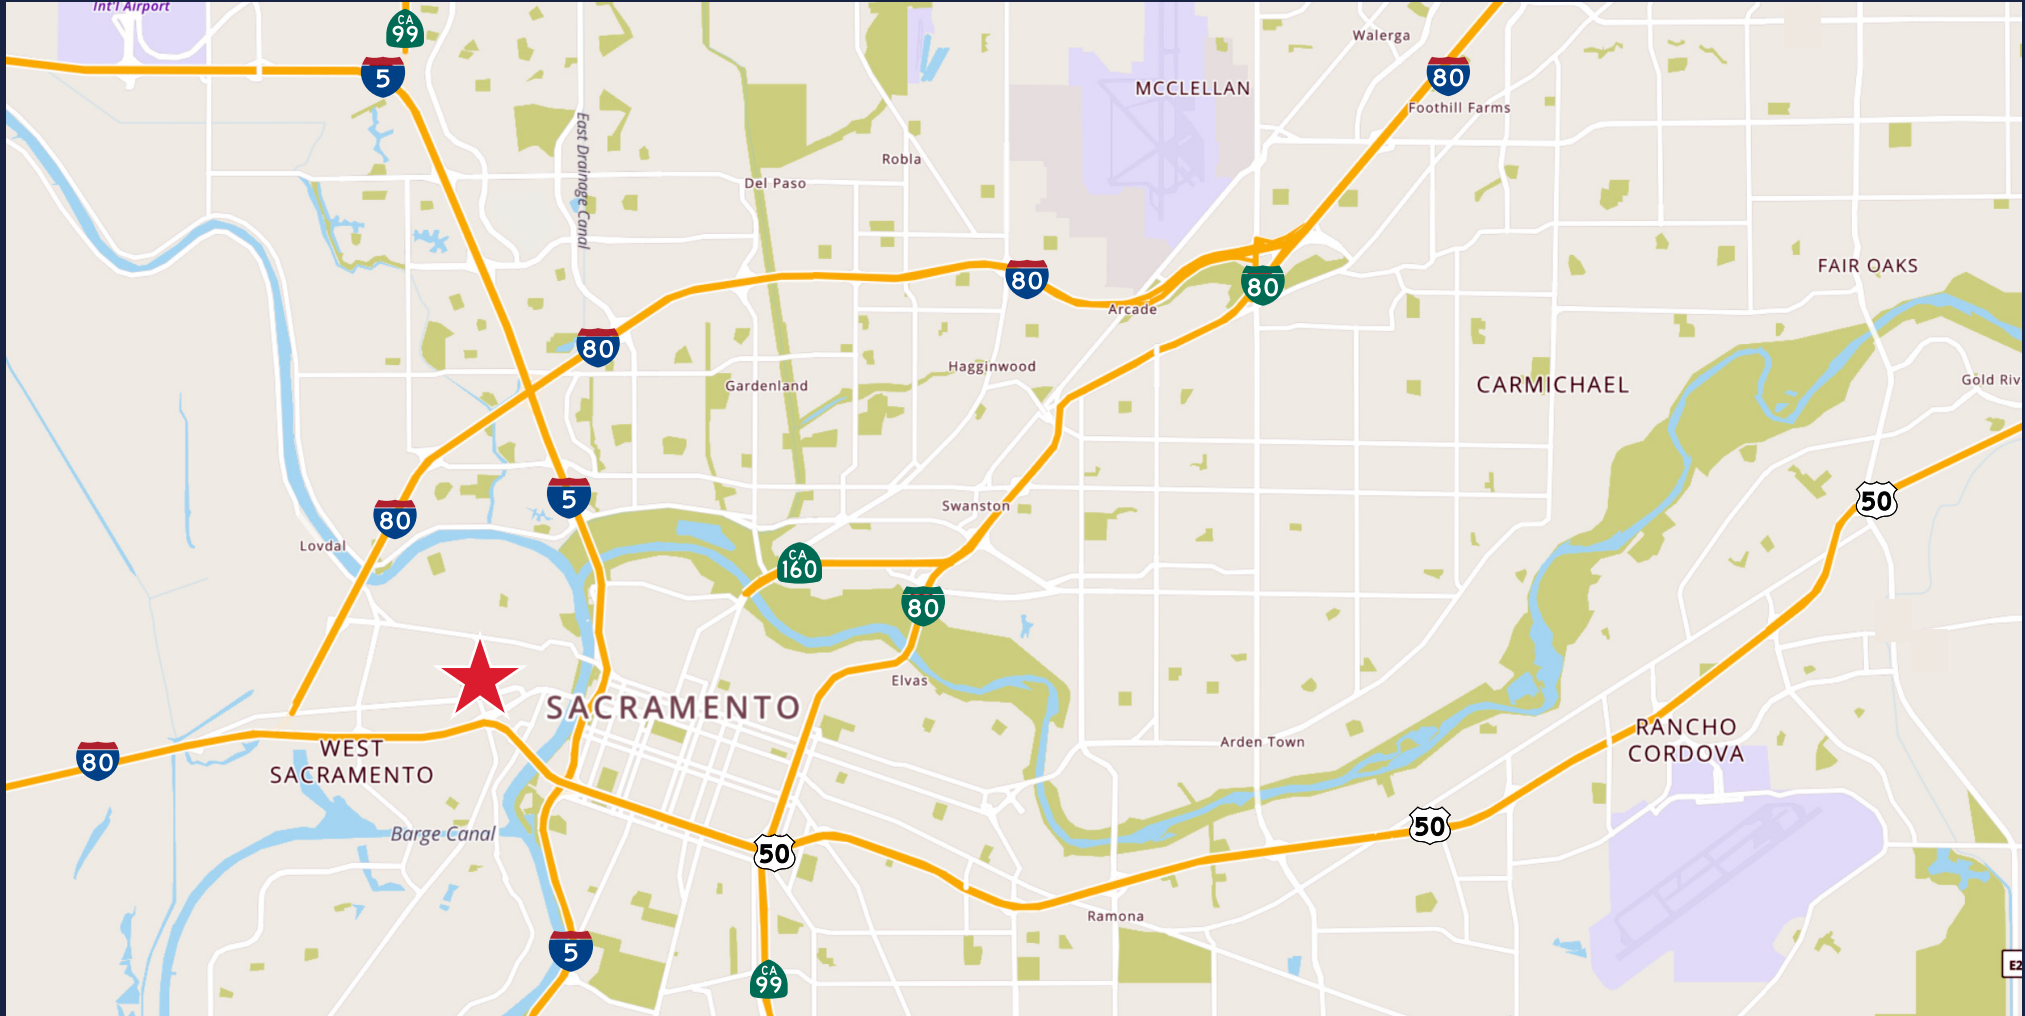 Int'l Airport
CA
99
5
Walerga
80
MCCLELLAN
Foothill Farms
East Drainage Canal
Robla
Del Paso
80
80
Arcade
FAIR OAKS
80
Hagginwood
Gardenland
CARMICHAEL
Gold Riv
5
80
50
Swanston
Lovdal
CA
160
80
Elvas
SACRAMENTO
80
WEST
SACRAMENTO
Arden Town
RANCHO
CORDOVA
Barge Canal
50
50
Ramona
5
CA
99
E2